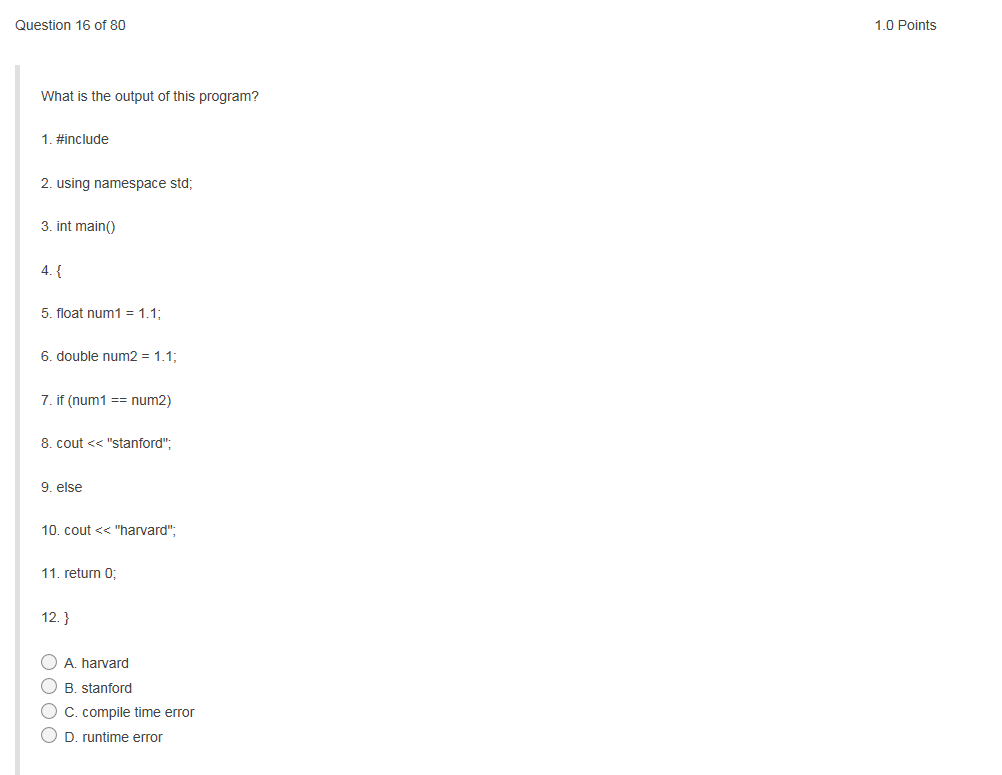 Question 16 of 80
1.0 Points
What is the output of this program?
1. #include
2. using namespace std;
3. int main()
4. {
5. float num1 = 1.1;
6. double num2 = 1.1;
7. if (num1 == num2)
8. cout << "stanford";
9. else
10. cout << "harvard";
11. return 0;
12. }
A. harvard
B. stanford
C. compile time error
D. runtime error